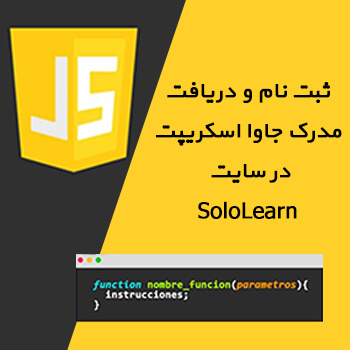 JS
ثبت نام و دریافت
مدرک جاوا اسکریپت
در سایت
SoloLearn
function nombre_funcion(parametros){
instrucciones;
}